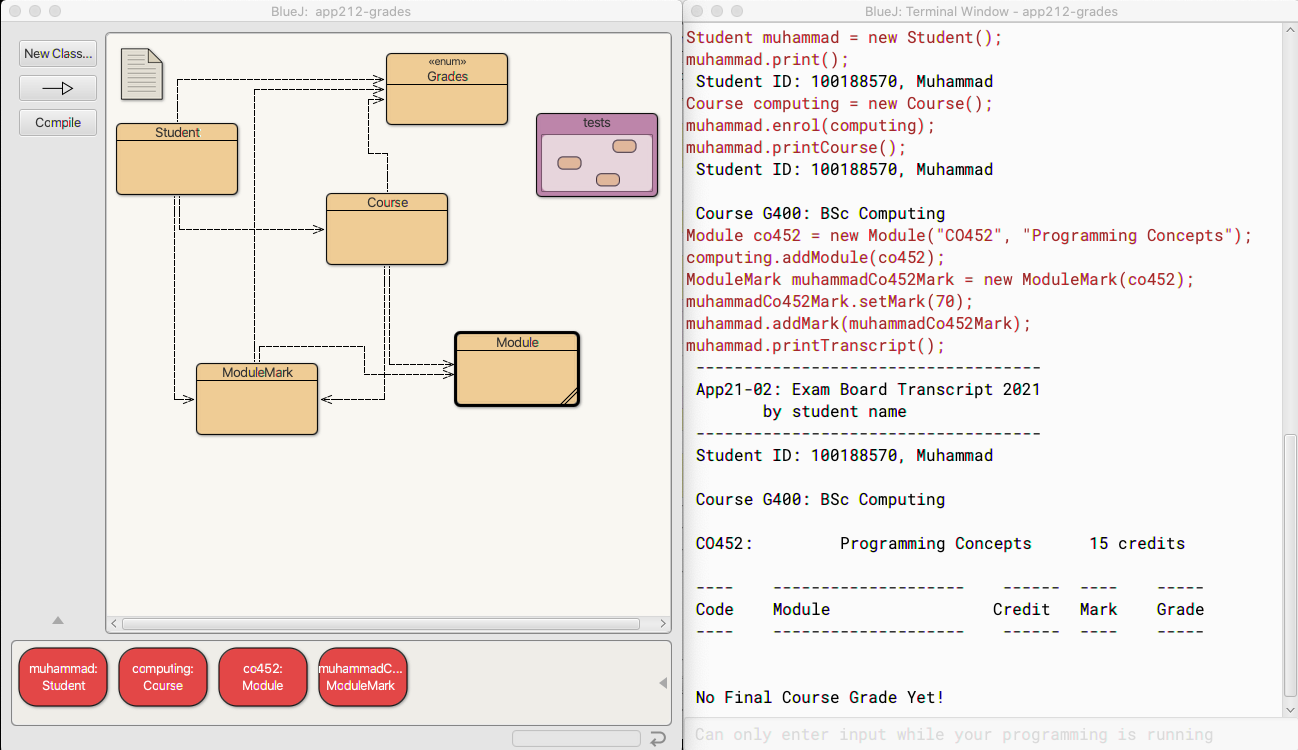 BlueJ: app212-grades
New Class...
Compile
«enum»
Grades
Student
tests
Course
Module
ModuleMark
muhammad:
Student
computing:
Course
co452:
Module
muhammadC...
ModuleMark
BlueJ: Terminal Window - app212-grades
Student muhammad = new Student();
muhammad.print();
Student ID: 100188570, Muhammad
Course computing = new Course();
muhammad.enrol(computing);
muhammad.printCourse();
Student ID: 100188570, Muhammad
Course G400: BSc Computing
Module co452 = new Module("CO452", "Programming Concepts");
computing.addModule(co452);
ModuleMark muhammadCo452Mark = new ModuleMark(co452);
muhammadCo452Mark.setMark(70);
muhammad.addMark(muhammadCo452Mark);
muhammad.printTranscript();
------------------------------------
App21-02: Exam Board Transcript 2021
by student name
------------------------------------
Student ID: 100188570, Muhammad
Course G400: BSc Computing
CO452: Programming Concepts 15 credits
---- -------------------- ------ ---- -----
Code Module Credit Mark Grade
---- -------------------- ------ ---- -----
No Final Course Grade Yet!
Can only enter input while your programming is running